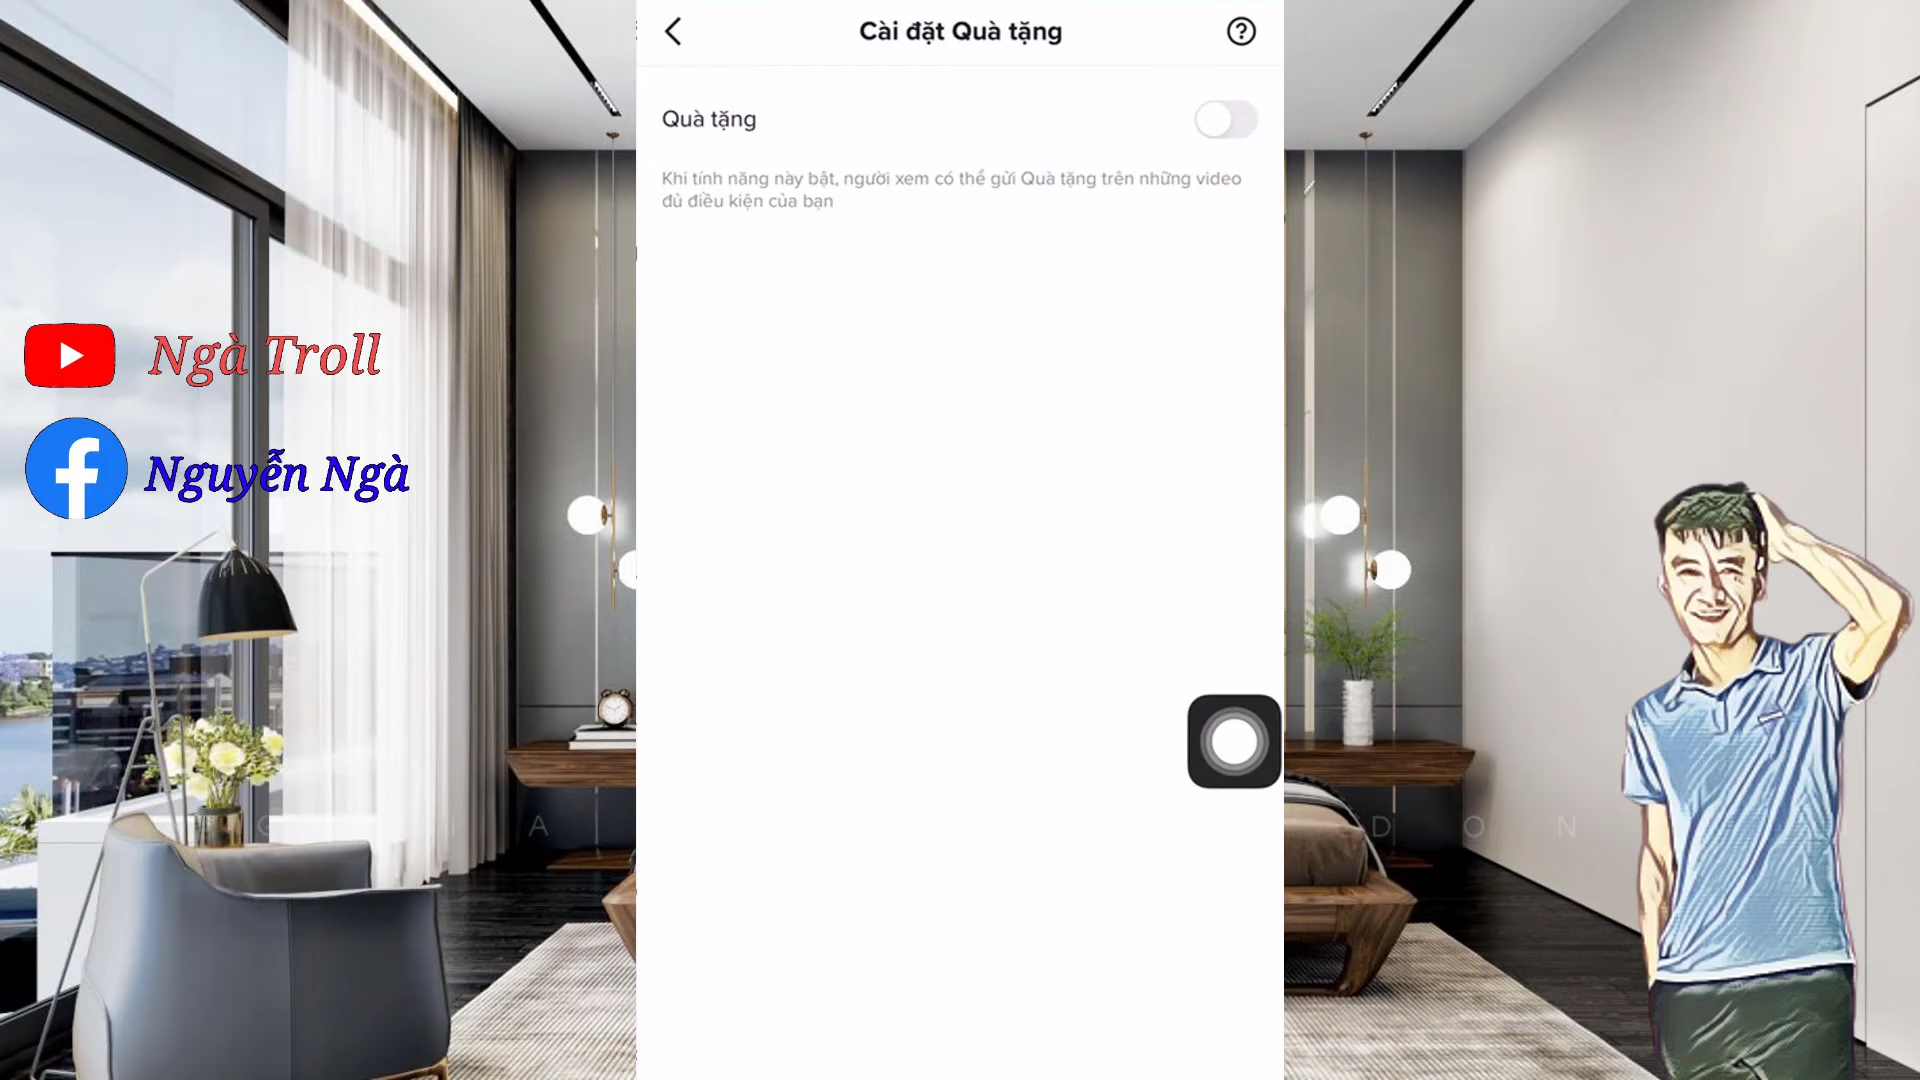 Cài đặt Quà tặng
Quà tặng
Khi tính năng này bật, người xem có thể gửi Quà tặng trên những video
đủ điều kiện của bạn
Ngà Troll
Nguyễn Ngà
A D O N